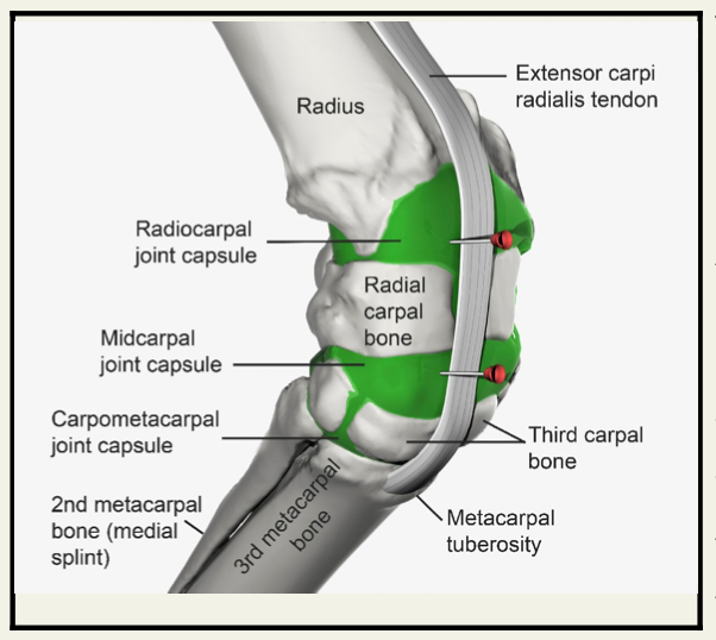 Extensor carpi
radialis tendon
Radius
Radiocarpal
joint capsule
Radial
carpal
bone
Midcarpal
joint capsule
Carpometacarpal
joint capsule
Third carpal
bone
2nd metacarpal
bone (medial
splint)
3rd metacarpal
bone
Metacarpal
tuberosity